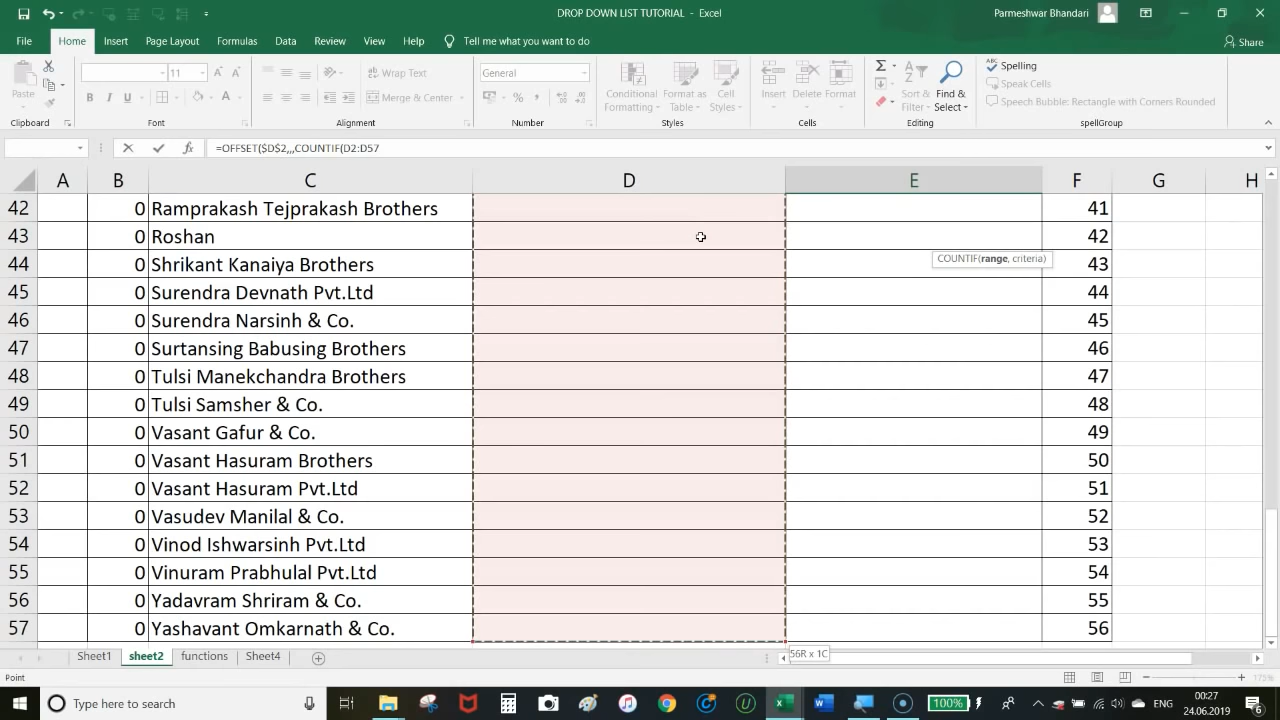 DROP DOWN LIST TUTORIAL - Excel
Parmeshwar Bhandari
File Home Insert Page Layout Formulas Data Review View Help Tell me what you want to do
Share
Paste
11
Wrap Text
Merge & Center
General
Conditional Formatting
Format as Table
Cell Styles
Insert Delete Format
Sort & Filter
Find & Select
Spelling
Speak Cells
Speech Bubble: Rectangle with Corners Rounded
Clipboard Font Alignment Number Styles Cells Editing spellGroup
=OFFSET($D$2,,,COUNTIF(D2:D57
A B C D E F G H
42 0 Ramprakash Tejprakash Brothers 41
43 0 Roshan 42
COUNTIF(range, criteria)
44 0 Shrikant Kanaiya Brothers 43
45 0 Surendra Devnath Pvt.Ltd 44
46 0 Surendra Narsinh & Co. 45
47 0 Surtansing Babusing Brothers 46
48 0 Tulsi Manekchandra Brothers 47
49 0 Tulsi Samsher & Co. 48
50 0 Vasant Gafur & Co. 49
51 0 Vasant Hasuram Brothers 50
52 0 Vasant Hasuram Pvt.Ltd 51
53 0 Vasudev Manilal & Co. 52
54 0 Vinod Ishwarsinh Pvt.Ltd 53
55 0 Vinuram Prabhulal Pvt.Ltd 54
56 0 Yadavram Shriram & Co. 55
57 0 Yashavant Omkarnath & Co. 56
56R x 1C
Sheet1 sheet2 functions Sheet4
Point
175%
Type here to search
100%
00:27
24.06.2019